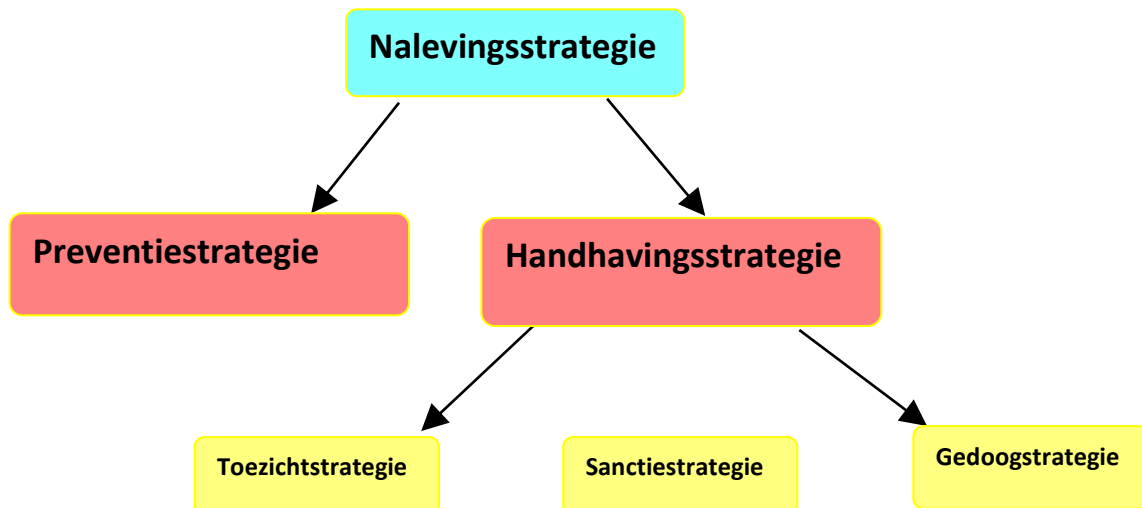 Nalevingsstrategie
Preventiestrategie
Handhavingsstrategie
Toezichtstrategie
Sanctiestrategie
Gedoogstrategie